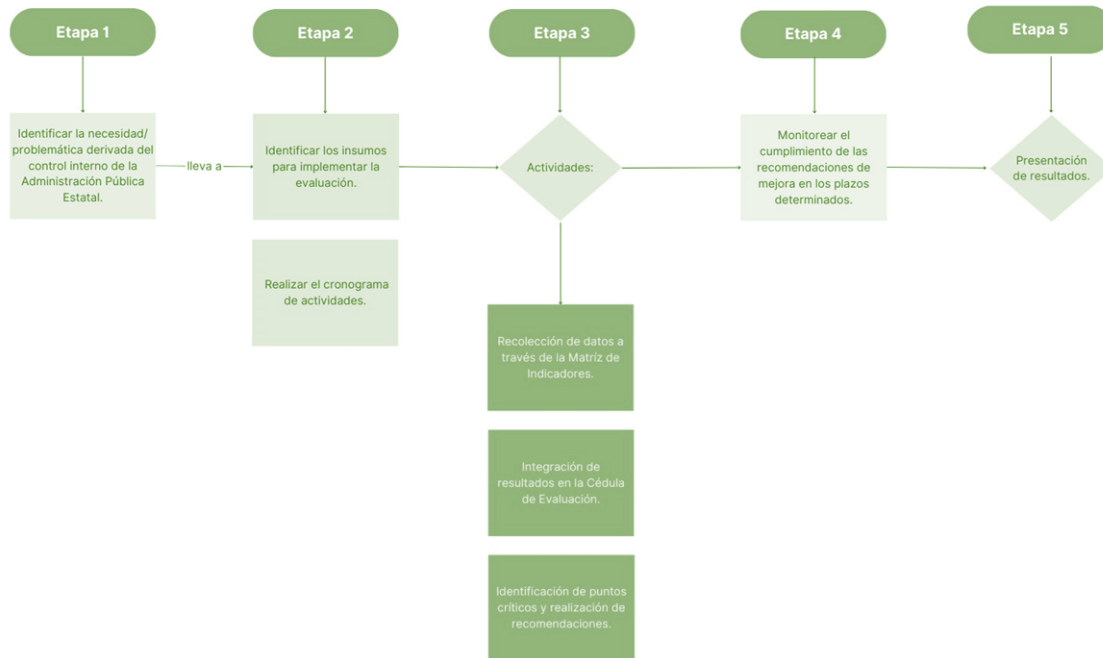 Etapa 1
Etapa 2
Etapa 3
Etapa 4
Etapa 5
Identificar la necesidad/
problemática derivada del
control interno de la
Administración Pública
Estatal.
lleva a
Identificar los insumos
para implementar la
evaluación.
Actividades:
Monitorear el
cumplimiento de las
recomendaciones de
mejora en los plazos
determinados.
Presentación
de resultados.
Realizar el cronograma
de actividades.
Recolección de datos a
través de la Matríz de
Indicadores.
Integración de
resultados en la Cédula
de Evaluación.
Identificación de puntos
críticos y realización de
recomendaciones.